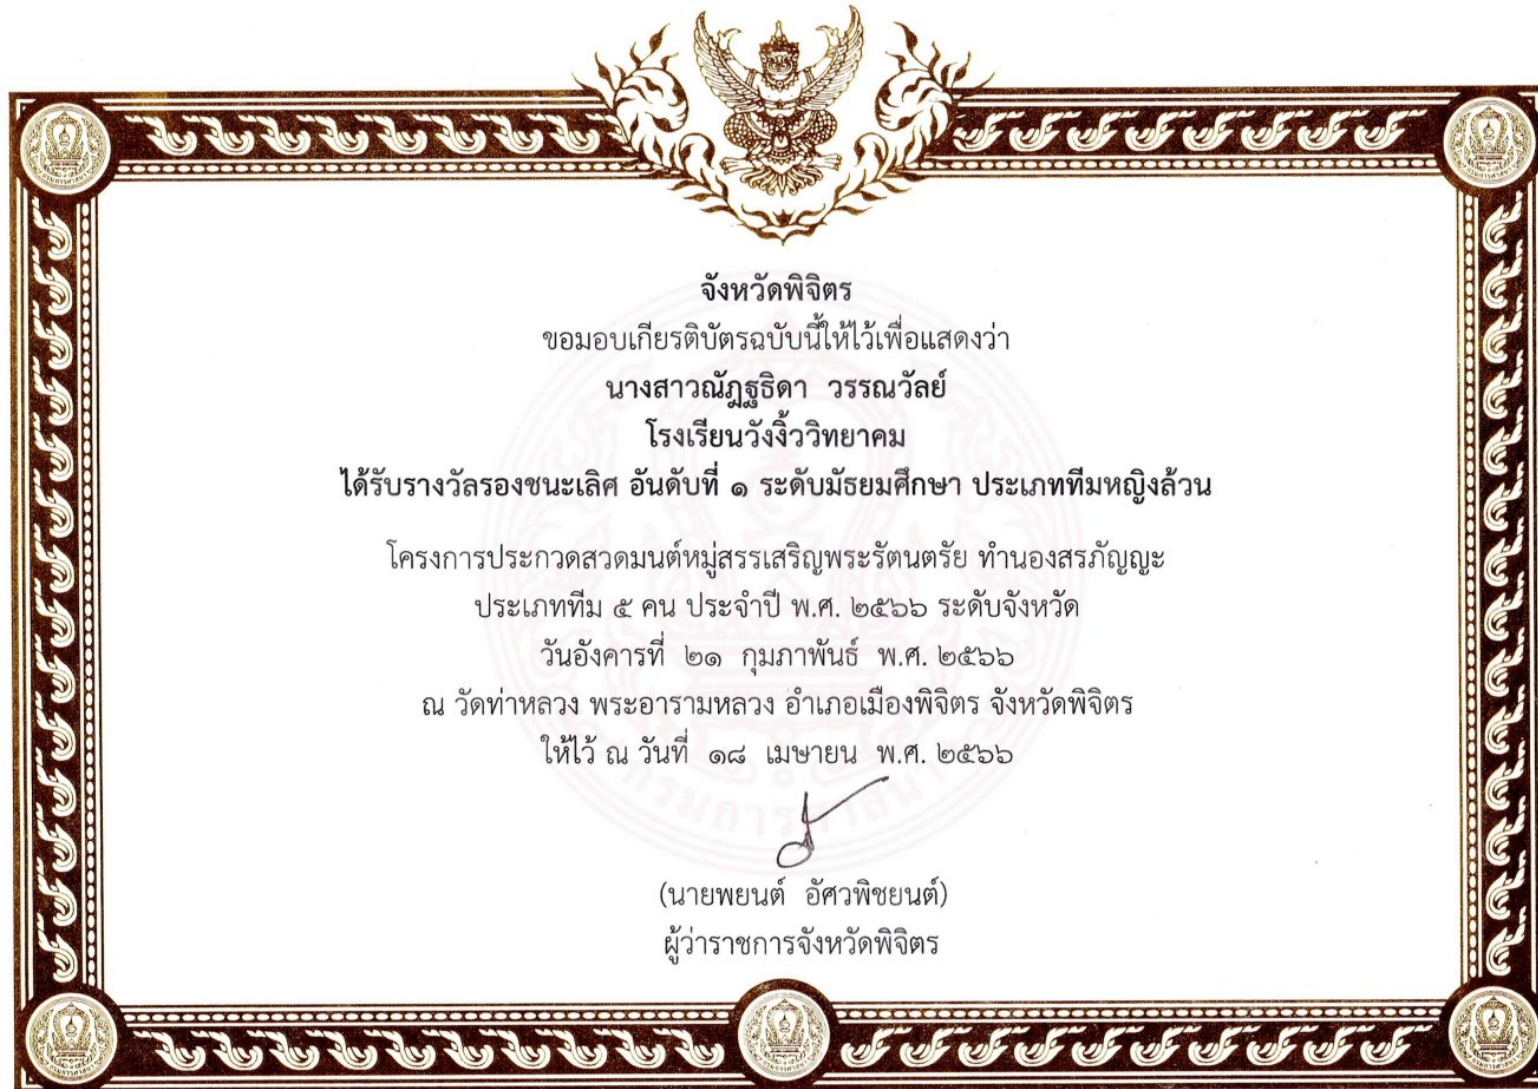 จังหวัดพิจิตร
ขอมอบเกียรติบัตรฉบับนี้ให้ไว้เพื่อแสดงว่า
นางสาวณัฎฐธิดา วรรณวัลย์
โรงเรียนวังงิ้ววิทยาคม
ได้รับรางวัลรองชนะเลิศ อันดับที่ ๑ ระดับมัธยมศึกษา ประเภททีมหญิงล้วน
โครงการประกวดสวดมนต์หมู่สรรเสริญพระรัตนตรัย ทำนองสรภัญญะ
ประเภททีม ๕ คน ประจำปี พ.ศ. ๒๕๖๖ ระดับจังหวัด
วันอังคารที่ ๒๑ กุมภาพันธ์ พ.ศ. ๒๕๖๖
ณ วัดท่าหลวง พระอารามหลวง อำเภอเมืองพิจิตร จังหวัดพิจิตร
ให้ไว้ ณ วันที่ ๑๘ เมษายน พ.ศ. ๒๕๖๖
กรมการศาสนา
(นายพยนต์ อัศวพิชยนต์)
ผู้ว่าราชการจังหวัดพิจิตร